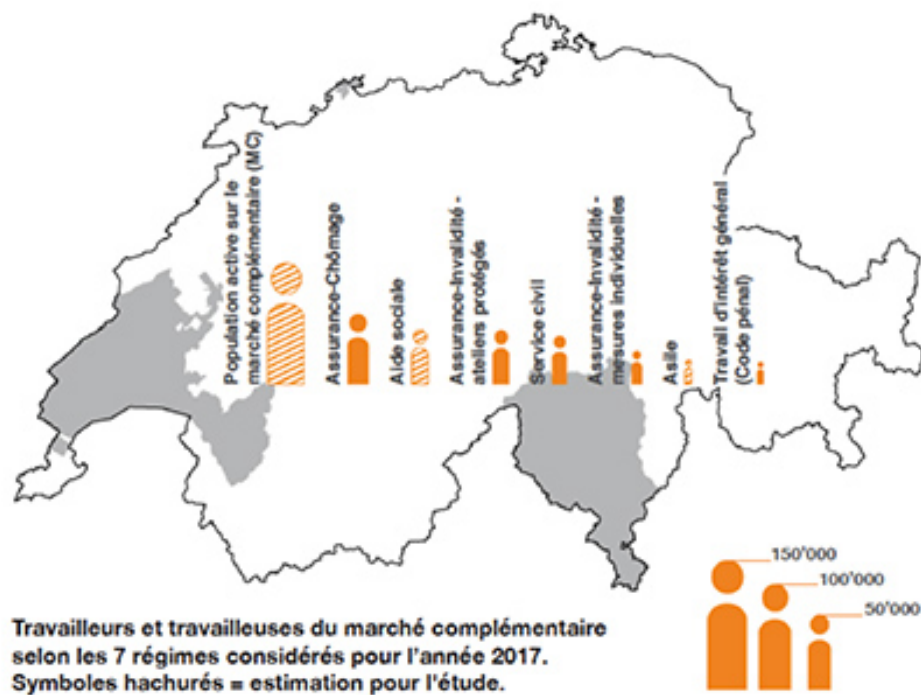 Population active sur le
marché complémentaire (MC)
Assurance-Chômage
Aide sociale
Assurance-Invalidité -
ateliers protégés
Service civil
Assurance-Invalidité -
mesures individuelles
Asile
Travail d'intérêt général
(Code pénal)
150'000
100'000
50'000
Travailleurs et travailleuses du marché complémentaire
selon les 7 régimes considérés pour l'année 2017.
Symboles hachurés = estimation pour l'étude.